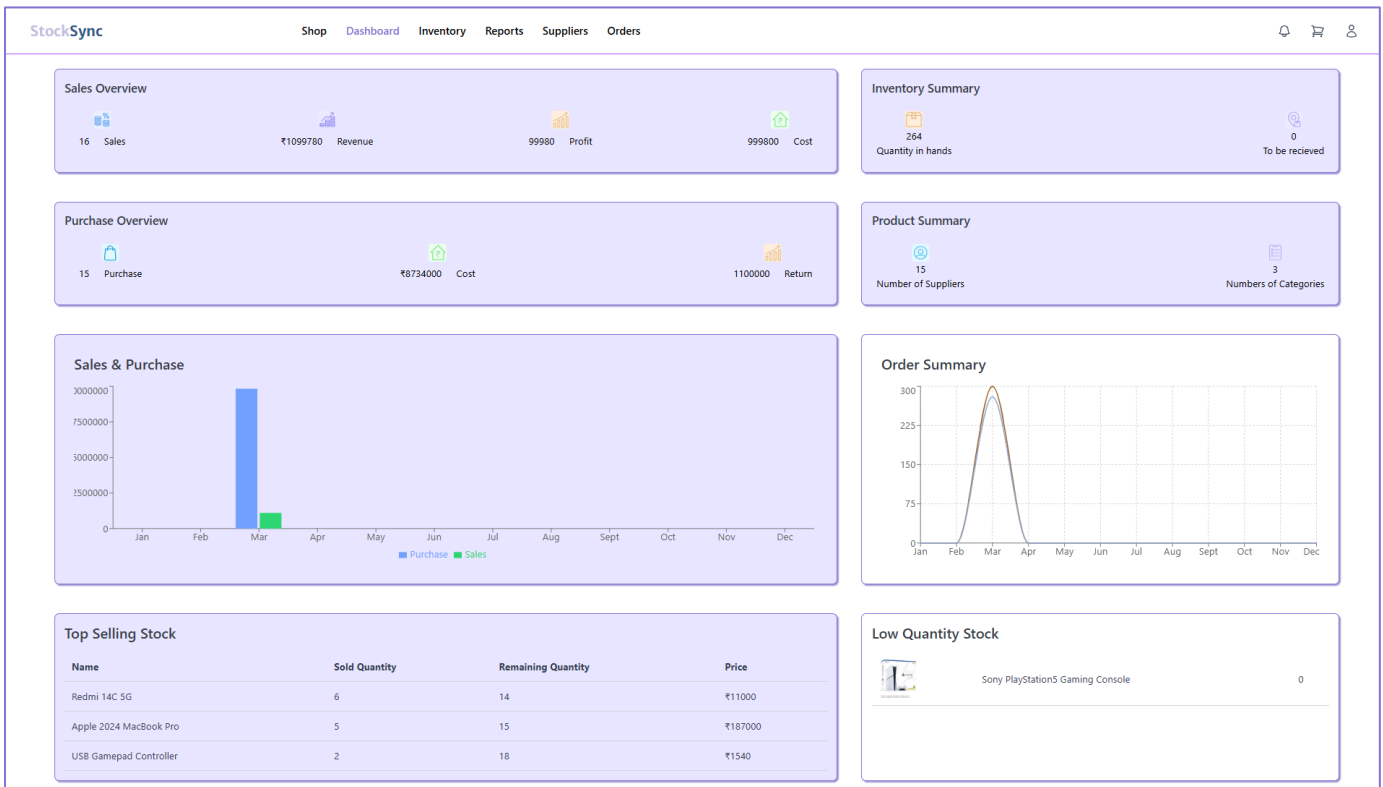 StockSync Shop Dashboard Inventory Reports Suppliers Orders
Sales Overview
16 Sales ₹1099780 Revenue 99980 Profit 999800 Cost
Inventory Summary
264 0
Quantity in hands To be recieved
Purchase Overview
15 Purchase ₹8734000 Cost 1100000 Return
Product Summary
15 3
Number of Suppliers Numbers of Categories
Sales & Purchase
7500000
5000000
2500000
0
Jan Feb Mar Apr May Jun Jul Aug Sept Oct Nov Dec
Purchase Sales
Order Summary
300
225
150
75
0
Jan Feb Mar Apr May Jun Jul Aug Sept Oct Nov Dec
Top Selling Stock
Name Sold Quantity Remaining Quantity Price
Redmi 14C 5G 6 14 ₹11000
Apple 2024 MacBook Pro 5 15 ₹187000
USB Gamepad Controller 2 18 ₹1540
Low Quantity Stock
Sony PlayStation5 Gaming Console 0